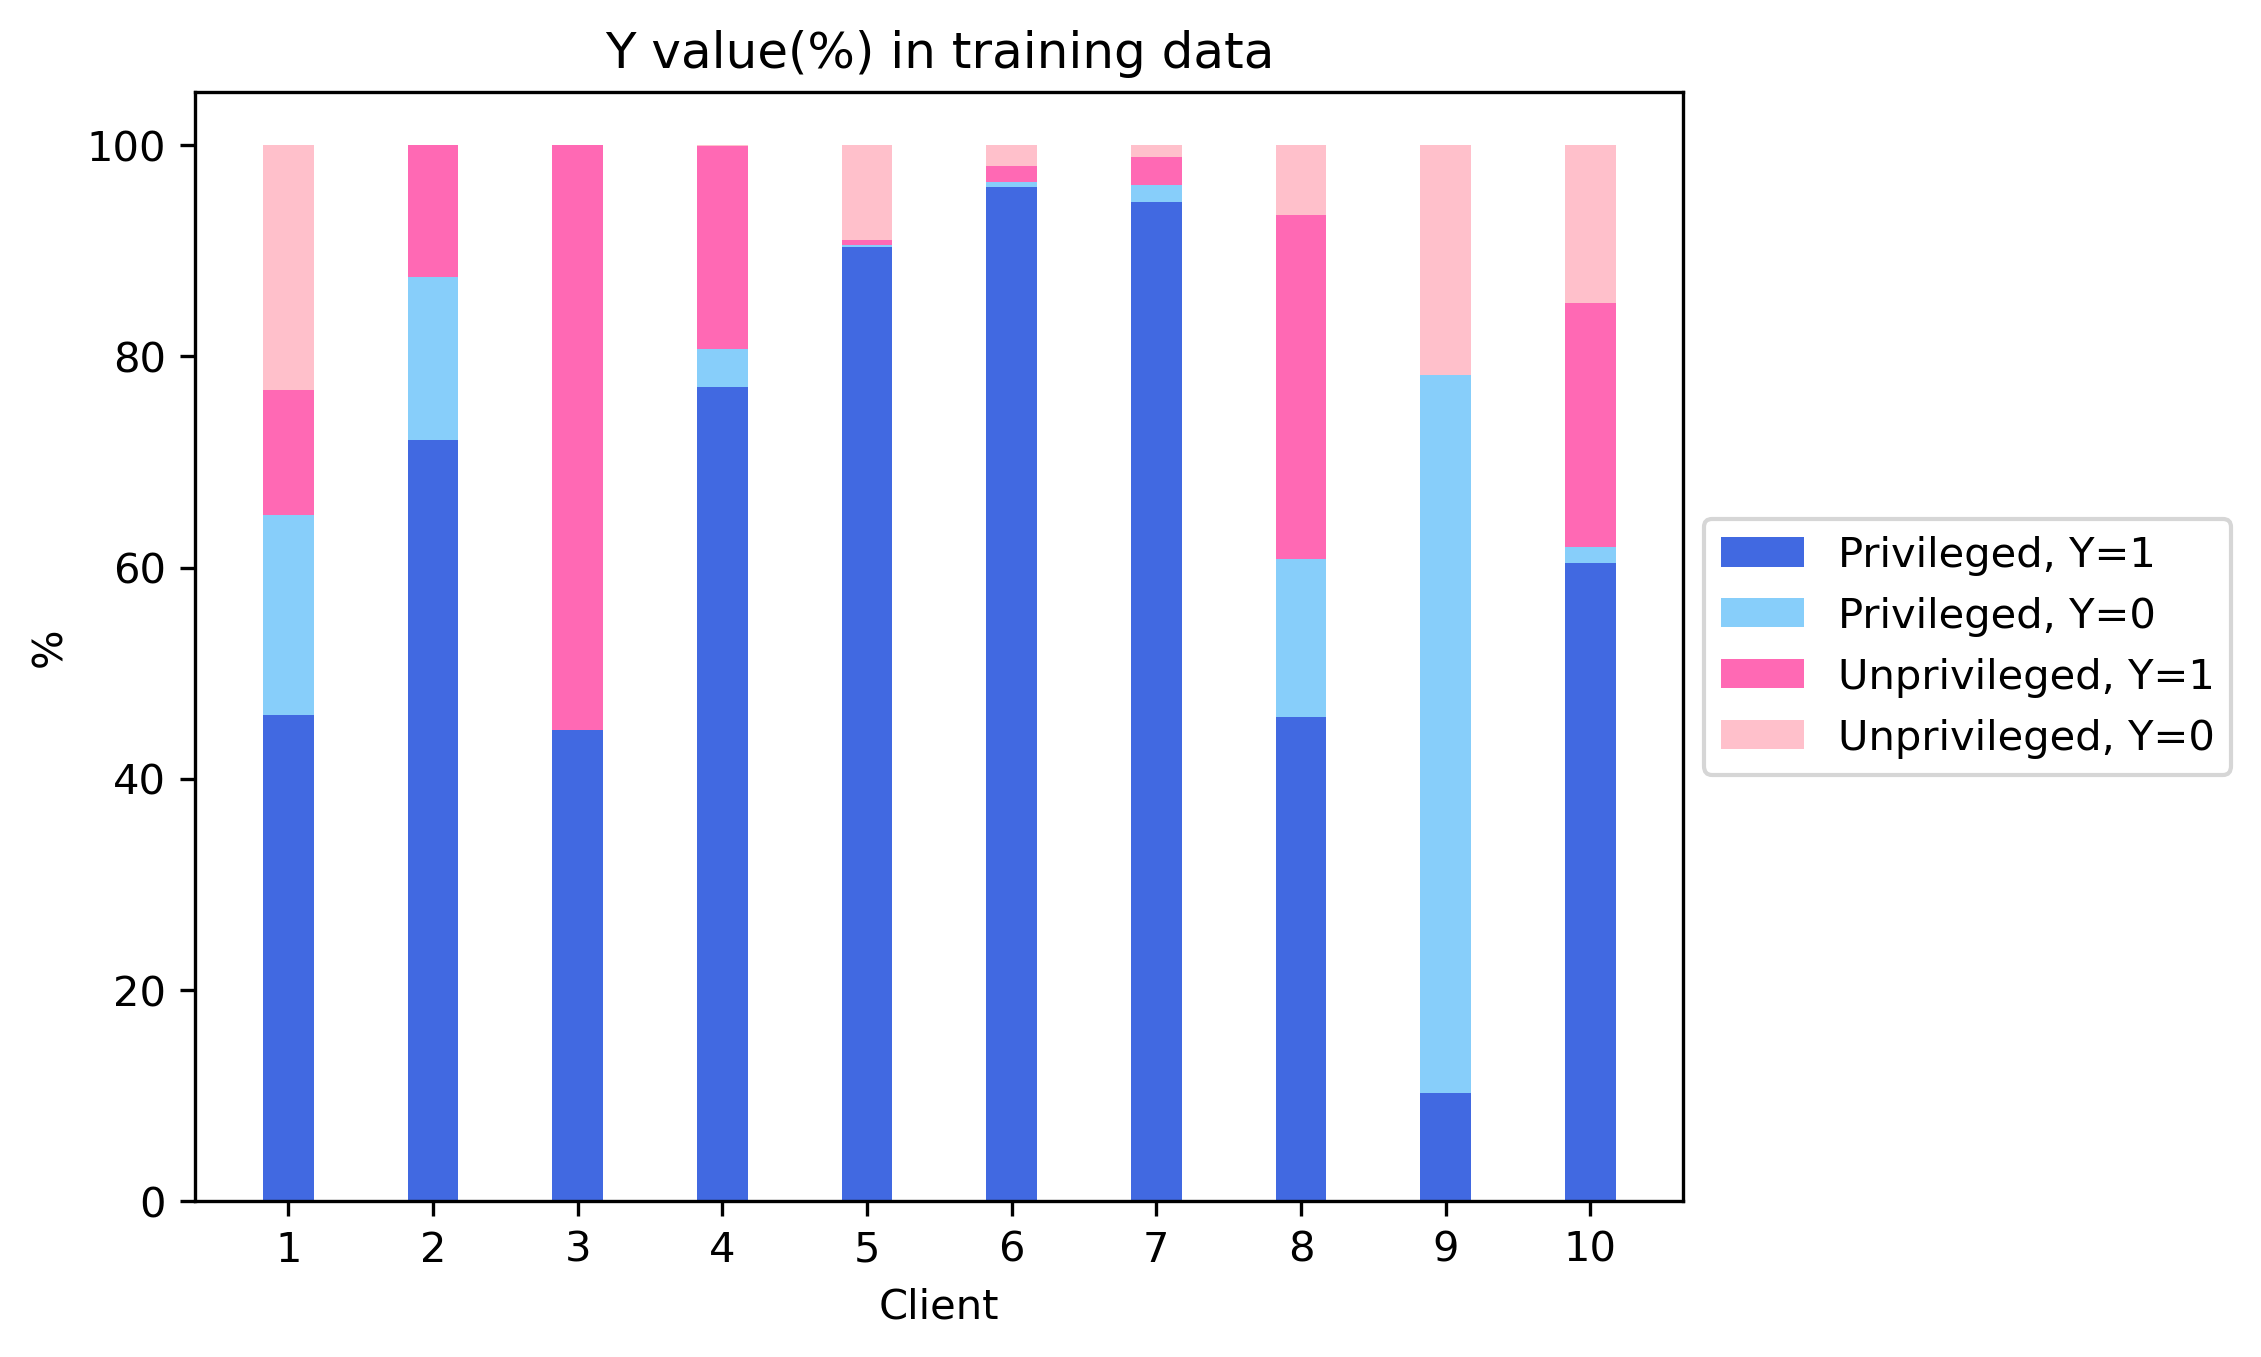 Y value(%) in training data
100
80
60
40
20
0
%
1 2 3 4 5 6 7 8 9 10
Client
Privileged, Y=1
Privileged, Y=0
Unprivileged, Y=1
Unprivileged, Y=0